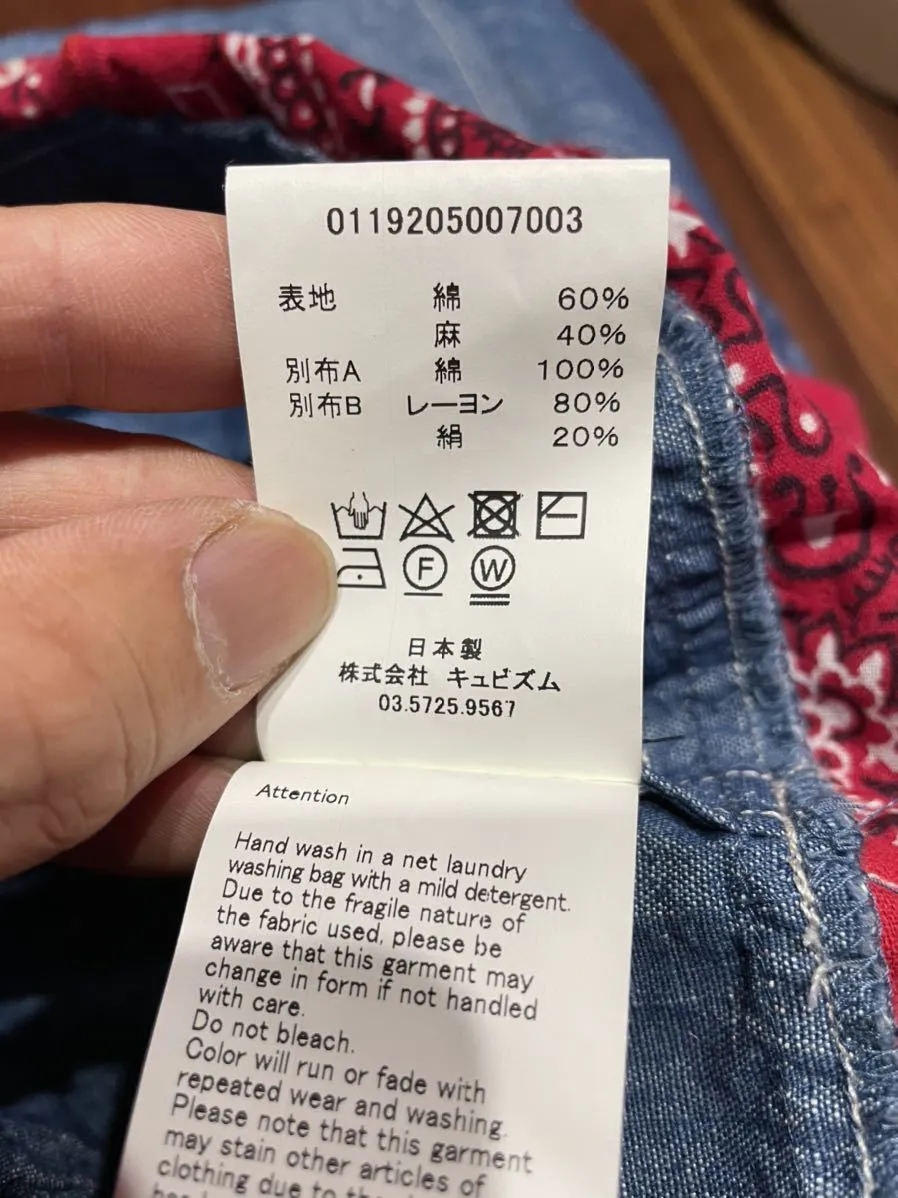 0119205007003
表地 綿 60%
麻 40%
別布A 綿 100%
別布B レーヨン 80%
絹 20%
F W
日本製
株式会社 キュビズム
03.5725.9567
Attention
Hand wash in a net laundry
washing bag with a mild detergent.
Due to the fragile nature of
the fabric used, please be
aware that this garment may
change in form if not handled
with care.
Do not bleach.
Color will run or fade with
repeated wear and washing.
Please note that this garment
may stain other articles of
clothing due to the